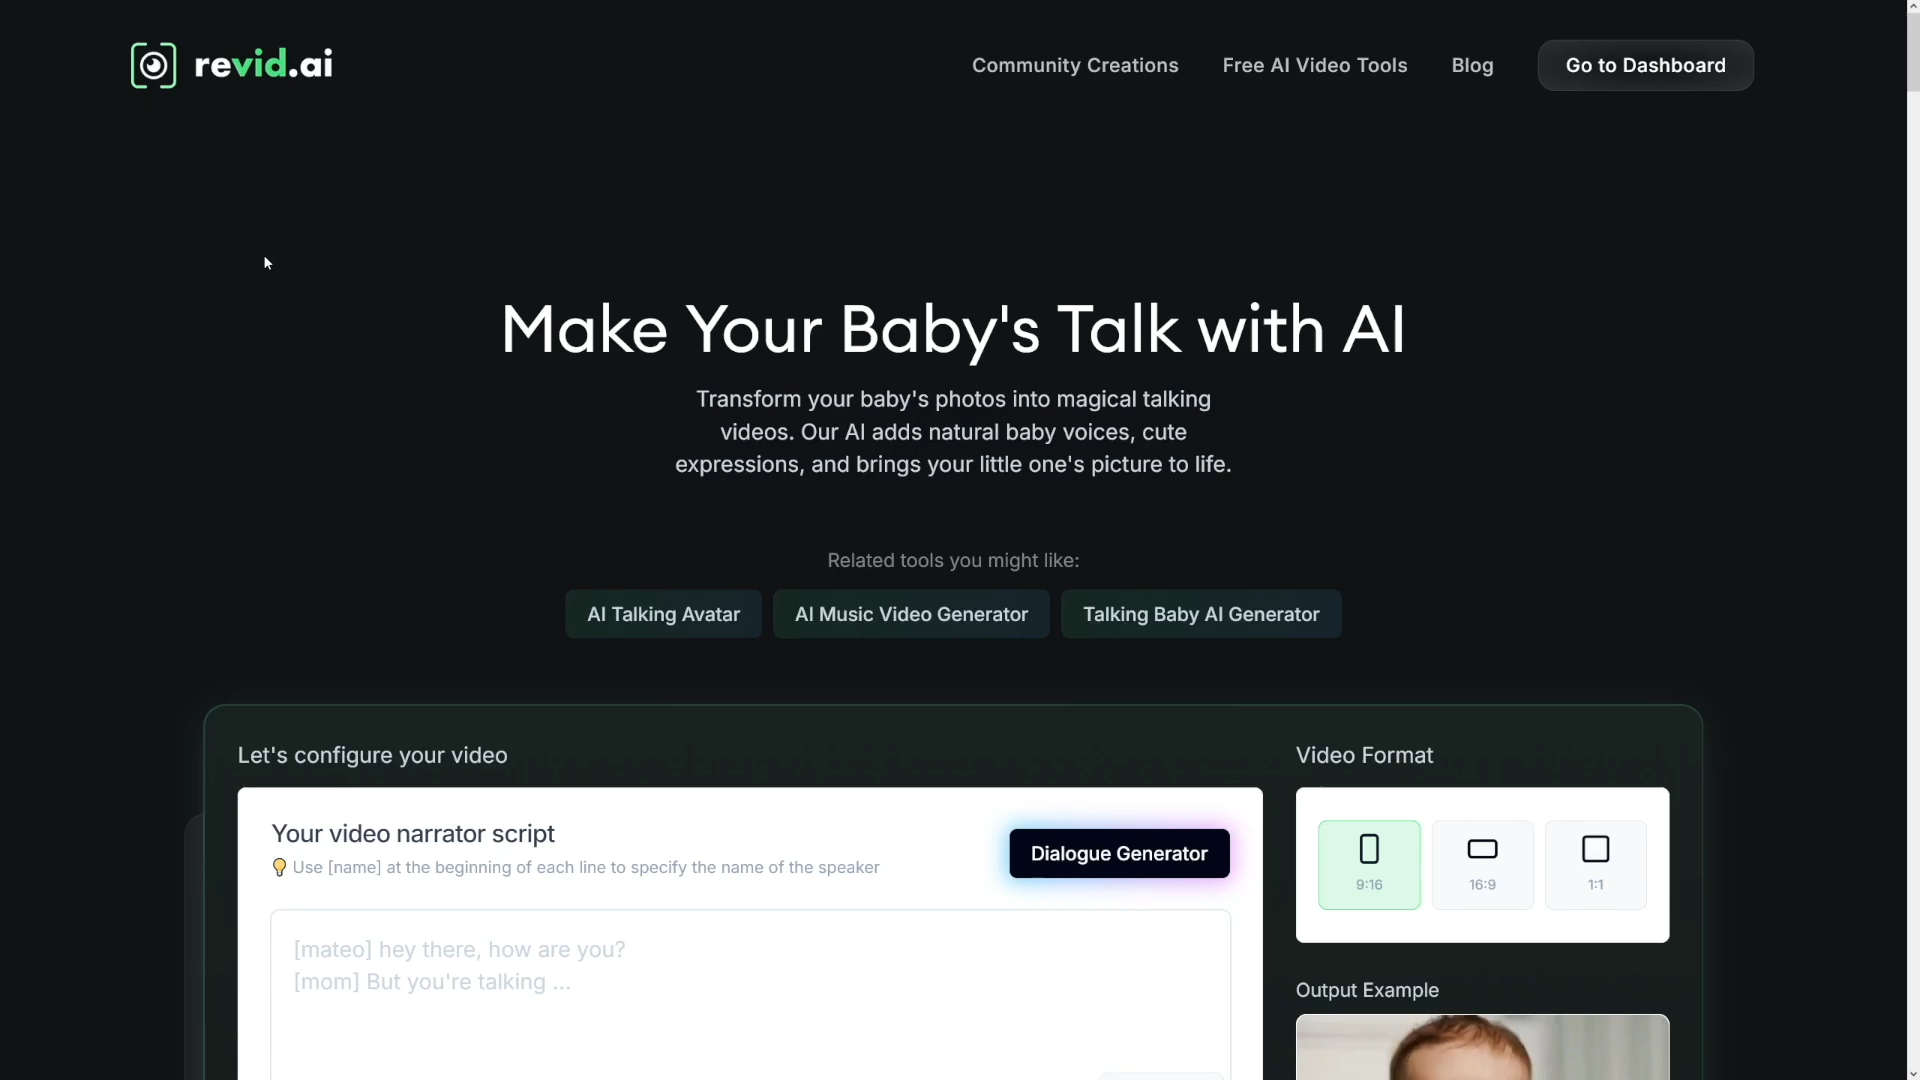 revid.ai
Community Creations
Free AI Video Tools
Blog
Go to Dashboard
Make Your Baby's Talk with AI
Transform your baby's photos into magical talking
videos. Our AI adds natural baby voices, cute
expressions, and brings your little one's picture to life.
Related tools you might like:
AI Talking Avatar
AI Music Video Generator
Talking Baby AI Generator
Let's configure your video
Your video narrator script
Use [name] at the beginning of each line to specify the name of the speaker
Dialogue Generator
[mateo] hey there, how are you?
[mom] But you're talking ...
Video Format
9:16
16:9
1:1
Output Example